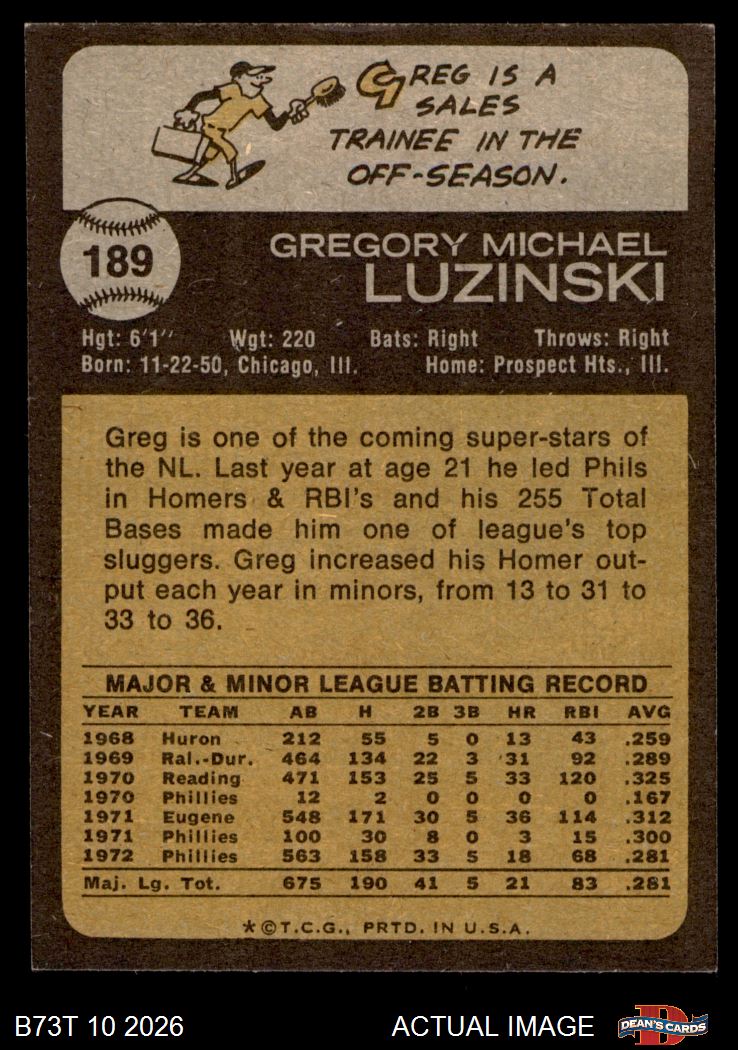 GREG IS A
SALES
TRAINEE IN THE
OFF-SEASON.
189
GREGORY MICHAEL
LUZINSKI
Hgt: 6'1" Wgt: 220 Bats: Right Throws: Right
Born: 11-22-50, Chicago, Ill. Home: Prospect Hts., Ill.
Greg is one of the coming super-stars of
the NL. Last year at age 21 he led Phils
in Homers & RBI's and his 255 Total
Bases made him one of league's top
sluggers. Greg increased his Homer out-
put each year in minors, from 13 to 31 to
33 to 36.
MAJOR & MINOR LEAGUE BATTING RECORD
YEAR TEAM AB H 2B 3B HR RBI AVG
1968 Huron 212 55 5 0 13 43 .259
1969 Ral.-Dur. 464 134 22 3 31 92 .289
1970 Reading 471 153 25 5 33 120 .325
1970 Phillies 12 2 0 0 0 0 .167
1971 Eugene 548 171 30 5 36 114 .312
1971 Phillies 100 30 8 0 3 15 .300
1972 Phillies 563 158 33 5 18 68 .281
Maj. Lg. Tot. 675 190 41 5 21 83 .281
*©T.C.G., PRTD. IN U.S.A.
B73T 10 2026 ACTUAL IMAGE
D
DEAN'S CARDS